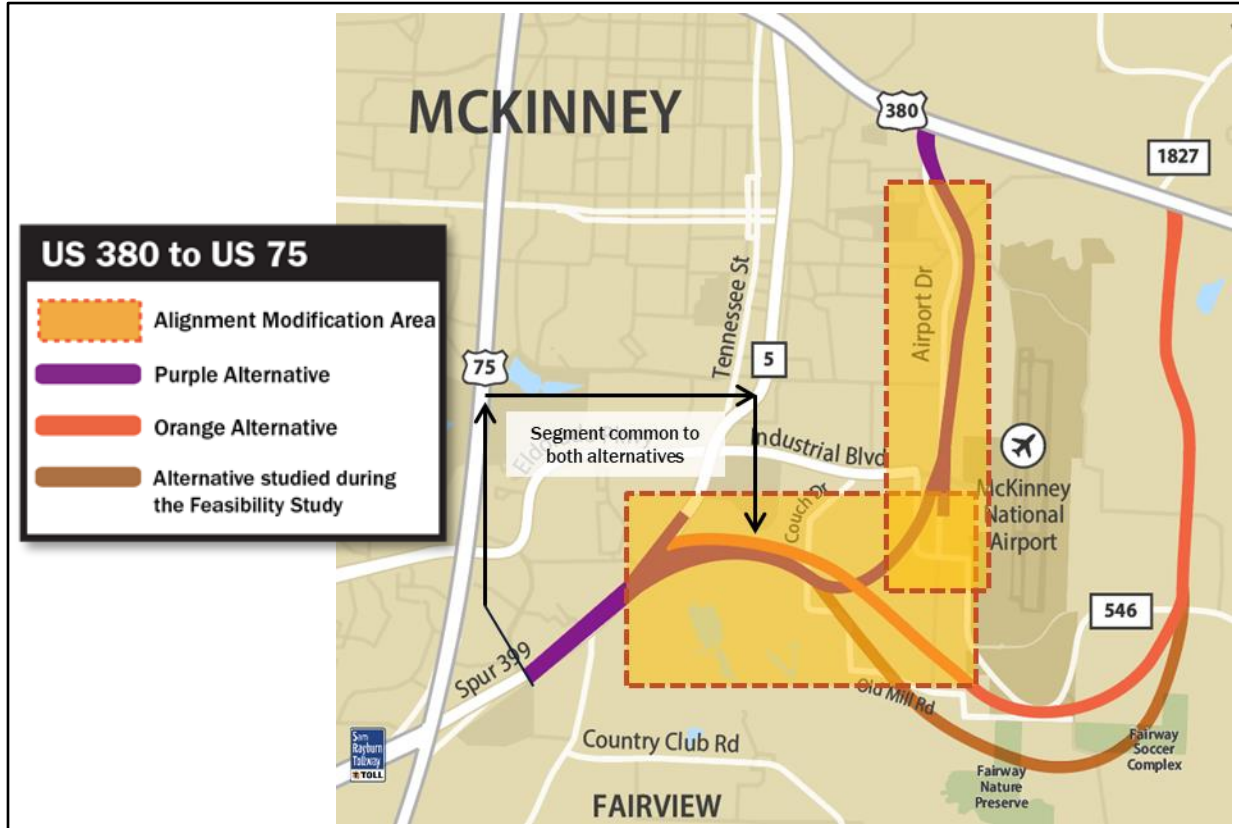 MCKINNEY
380
1827
US 380 to US 75
Alignment Modification Area
Purple Alternative
Orange Alternative
Alternative studied during
the Feasibility Study
75
Tennessee St
5
Airport Dr
Segment common to
both alternatives
Industrial Blvd
Couch Dr
McKinney
National
Airport
546
Spur 399
Old Mill Rd
Sam
Rayburn
Tollway
TOLL
Country Club Rd
Fairway
Soccer
Complex
Fairway
Nature
Preserve
FAIRVIEW